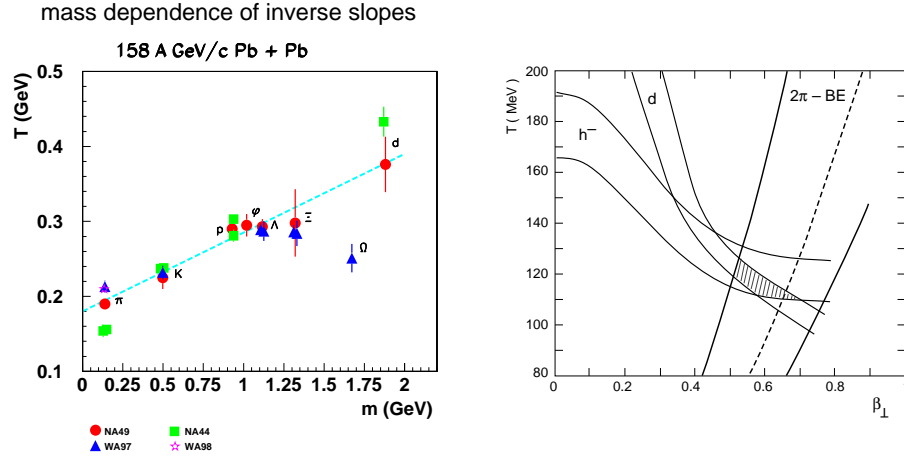 mass dependence of inverse slopes
158 A GeV/c Pb + Pb
T (GeV)
0.5
0.4
0.3
0.2
0.1
0
0.25
0.5
0.75
1
1.25
1.5
1.75
2
m (GeV)
π
K
p
φ
Λ
Ξ
Ω
d
NA49
NA44
WA97
WA98
T ( MeV )
200
180
160
140
120
100
80
0
0.2
0.4
0.6
0.8
1
β⊥
h⁻
d
2π − BE